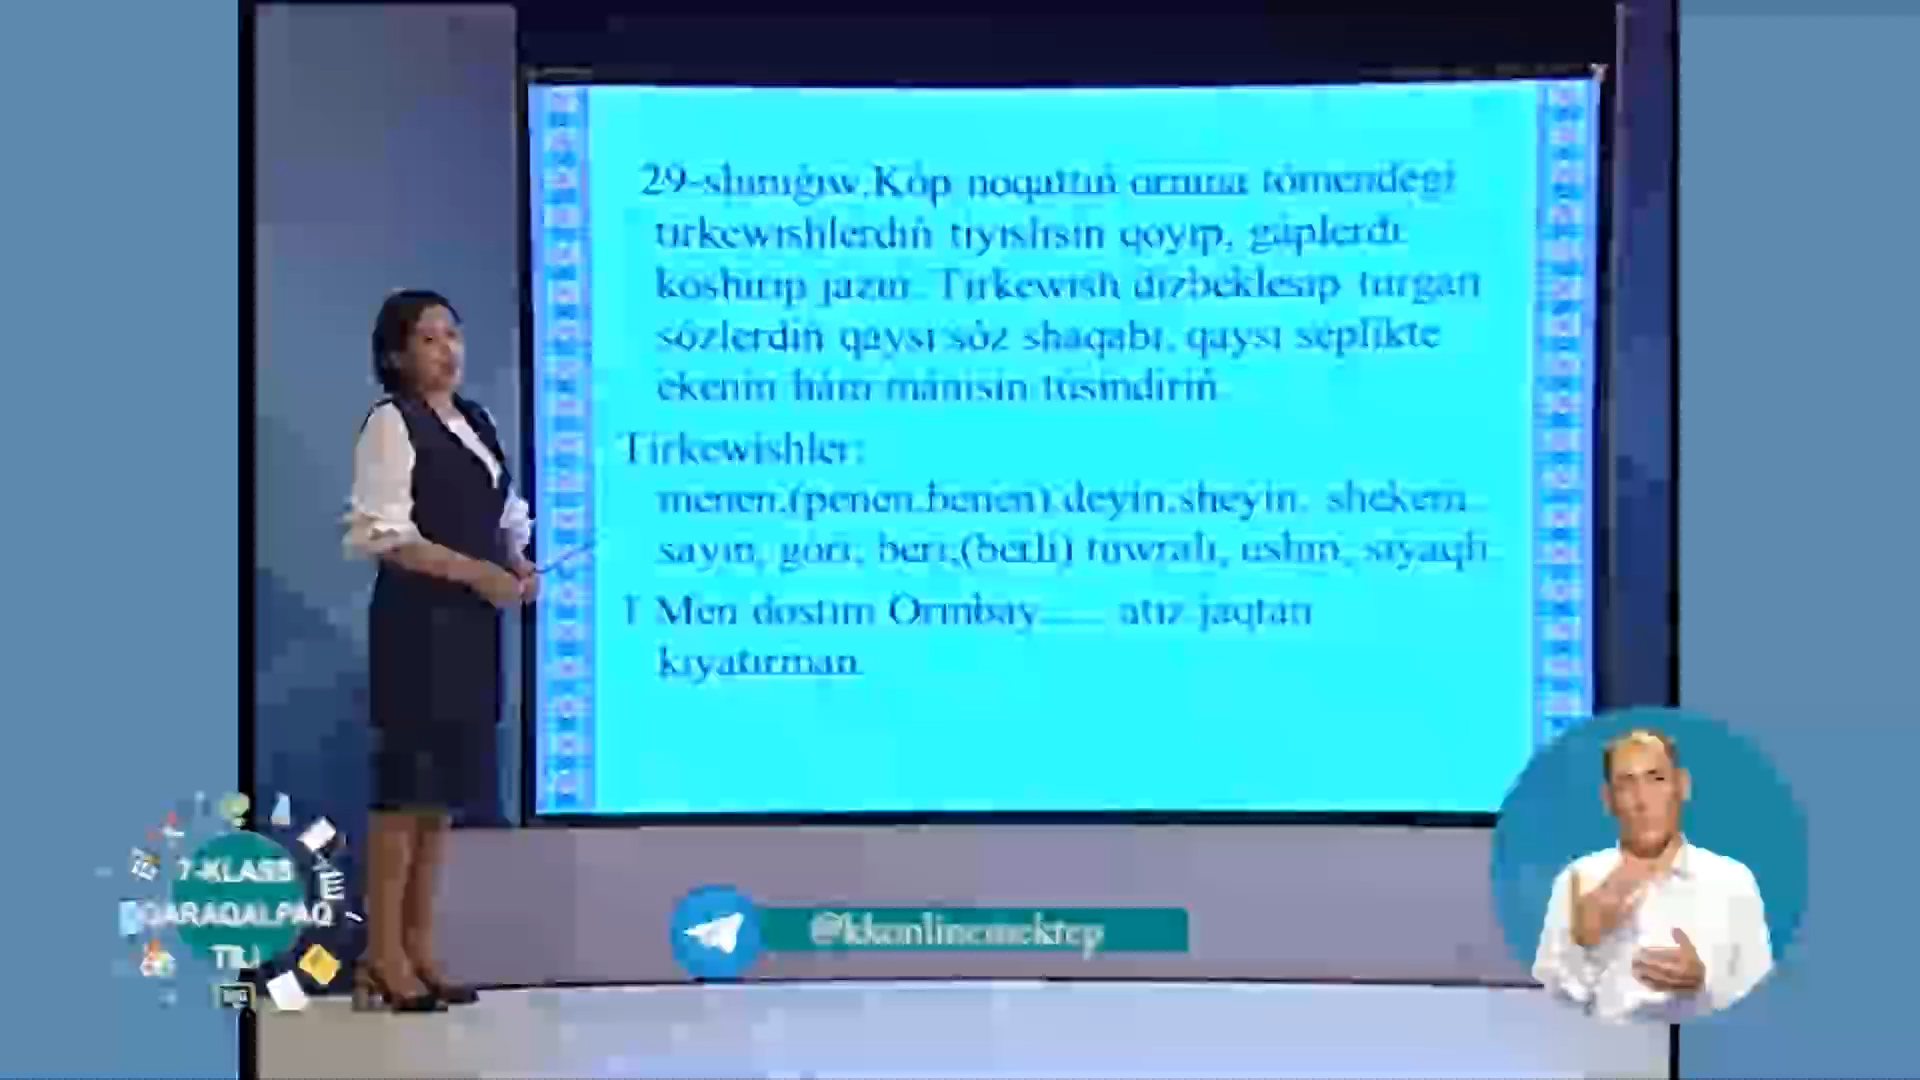 29-shınıǵıw.Kóp noqattıń ornına tómendegi
tirkewishlerdiń tiyislisin qoyıp, gáplerdi
koshirip jazıń. Tirkewish dizbeklesip turgan
sózlerdiń qaysı sóz shaqabı, qaysı seplikte
ekenin hám mánisin túsindiriń.
Tirkewishler:
menen,(penen,benen),deyin,sheyin, shekem,
sayın, góri, beri,(berli) tuwralı, ushın, sıyaqlı
1 Men dostım Orınbay..... atız jaqtan
kiyatırman.
7-KLASS
QARAQALPAQ
TILI
@kkonlinemektep